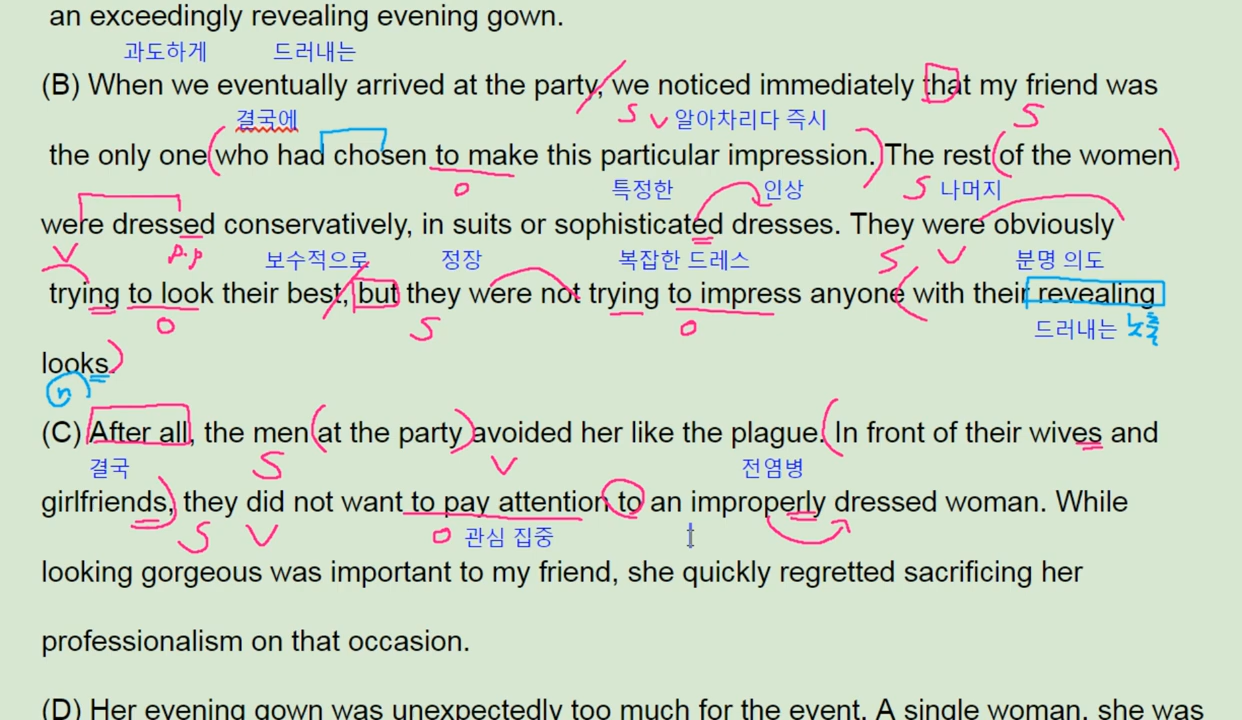 an exceedingly revealing evening gown.
과도하게 드러내는
(B) When we eventually arrived at the party, we noticed immediately that my friend was
결국에 S V 알아차리다 즉시 S
the only one (who had chosen to make this particular impression.) The rest (of the women)
O 특정한 인상 S 나머지
were dressed conservatively, in suits or sophisticated dresses. They were obviously
V P.P 보수적으로 정장 복잡한 드레스 S V 분명 의도
trying to look their best, but they were not trying to impress anyone (with their revealing
O S O 드러내는 노출
looks.)
n
(C) After all, the men (at the party) avoided her like the plague. (In front of their wives and
결국 S V 전염병
girlfriends,) they did not want to pay attention to an improperly dressed woman. While
S V O 관심 집중
looking gorgeous was important to my friend, she quickly regretted sacrificing her
professionalism on that occasion.
(D) Her evening gown was unexpectedly too much for the event. A single woman, she was